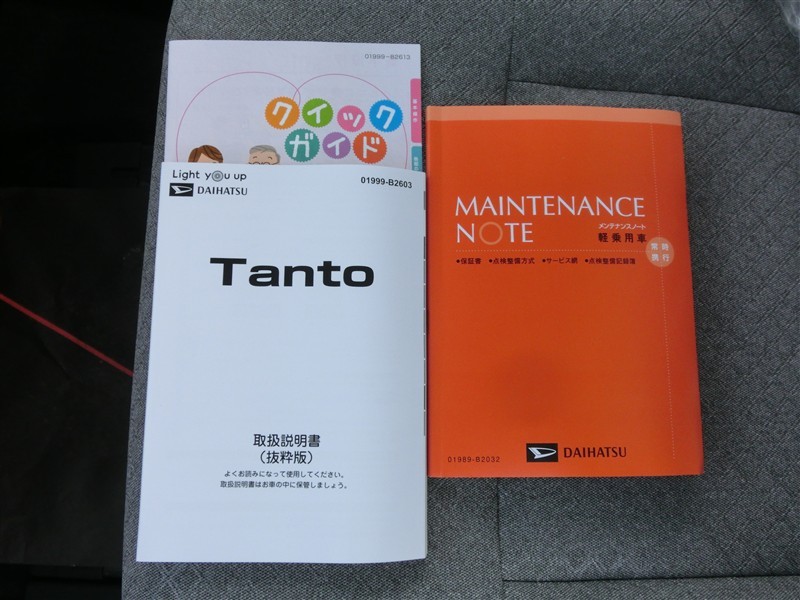 01999-B2613
クイック
ガイド
Light you up
DAIHATSU
01999-B2603
Tanto
取扱説明書
（抜粋版）
よくお読みになって使用してください。
取扱説明書はお車の中に保管しましょう。
MAINTENANCE
NOTE
メンテナンスノート
軽乗用車
常時
携行
•保証書 •点検整備方式 •サービス網 •点検整備記録簿
01989-B2032
DAIHATSU